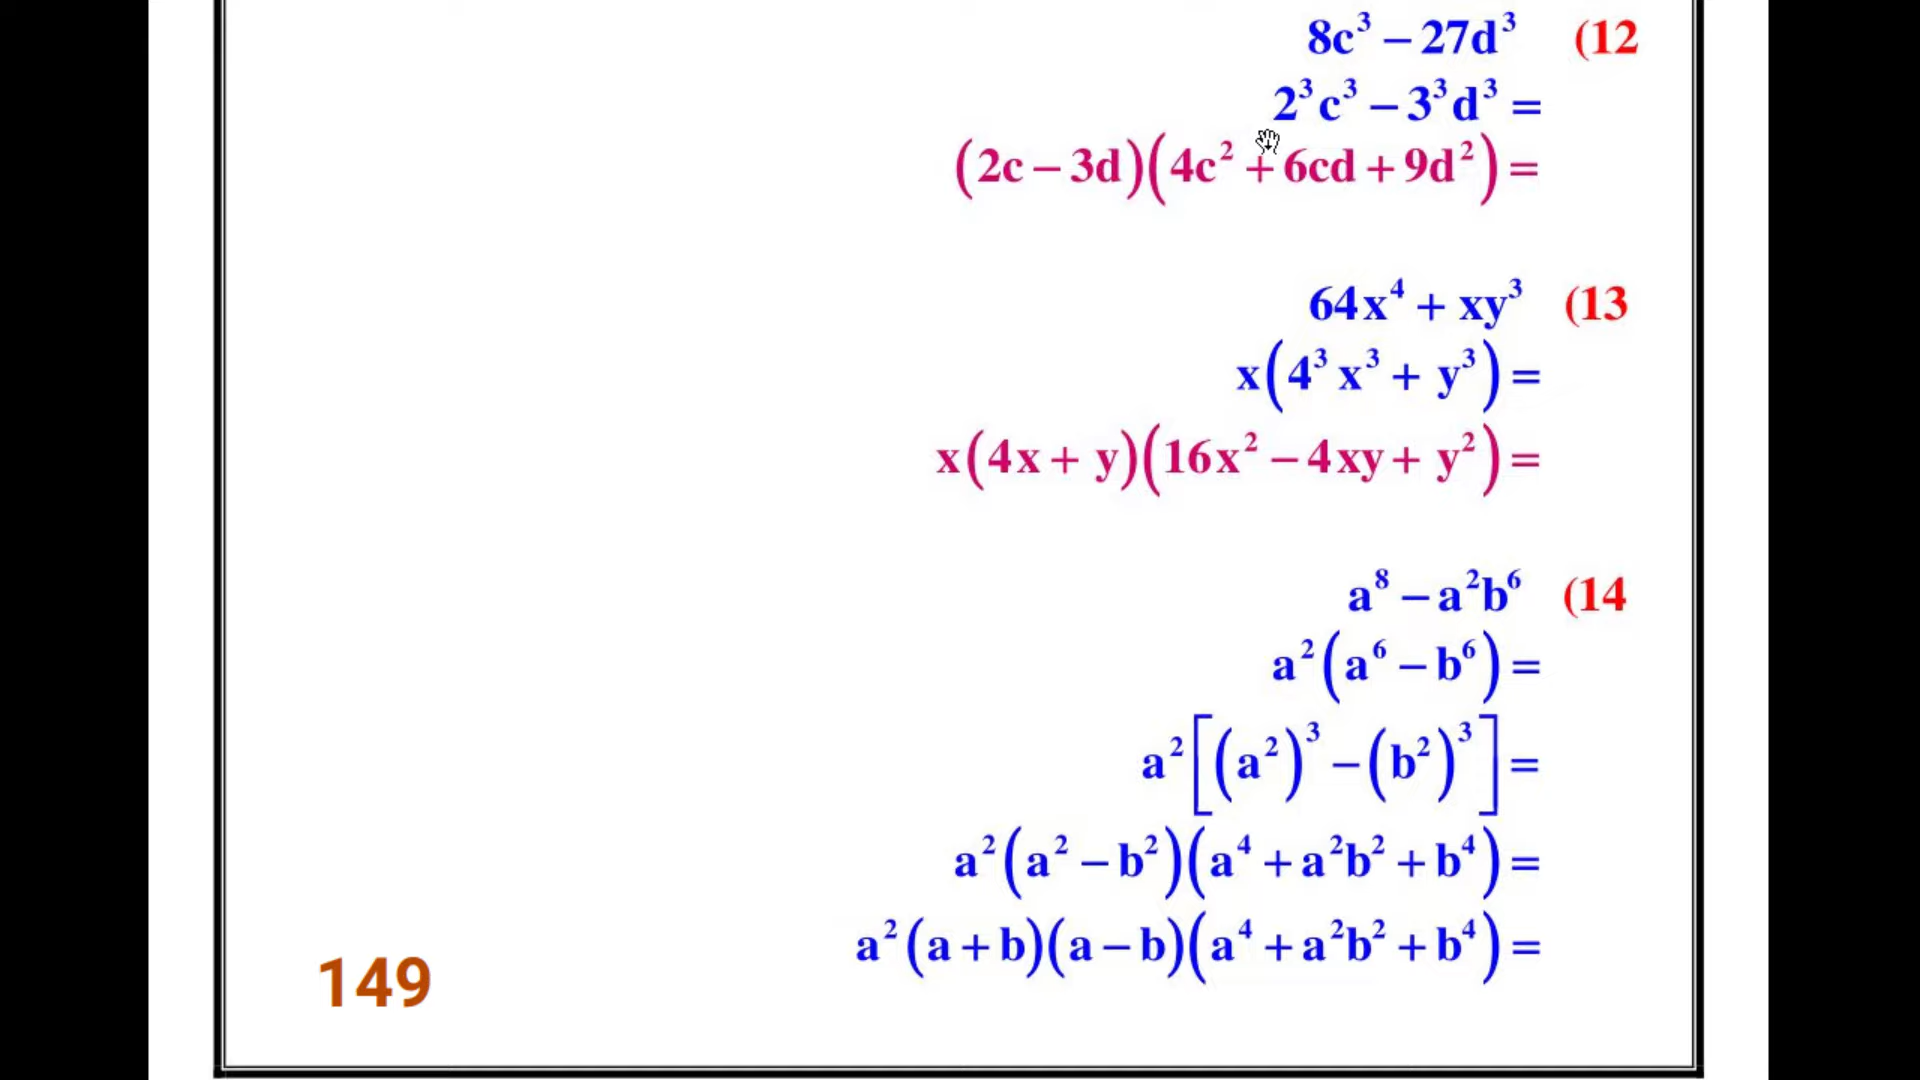 8c³ − 27d³ (12
2³c³ − 3³d³ =
(2c − 3d)(4c² + 6cd + 9d²) =
64x⁴ + xy³ (13
x(4³ x³ + y³) =
x(4x + y)(16x² − 4xy + y²) =
a⁸ − a²b⁶ (14
a²(a⁶ − b⁶) =
a²[(a²)³ − (b²)³] =
a²(a² − b²)(a⁴ + a²b² + b⁴) =
a²(a + b)(a − b)(a⁴ + a²b² + b⁴) =
149